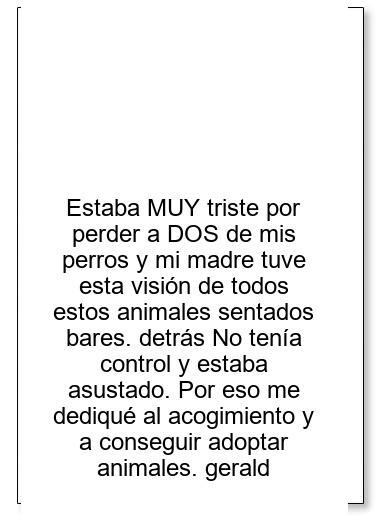 Estaba MUY triste por
perder a DOS de mis
perros y mi madre tuve
esta visión de todos
estos animales sentados
bares. detrás No tenía
control y estaba
asustado. Por eso me
dediqué al acogimiento y
a conseguir adoptar
animales. gerald